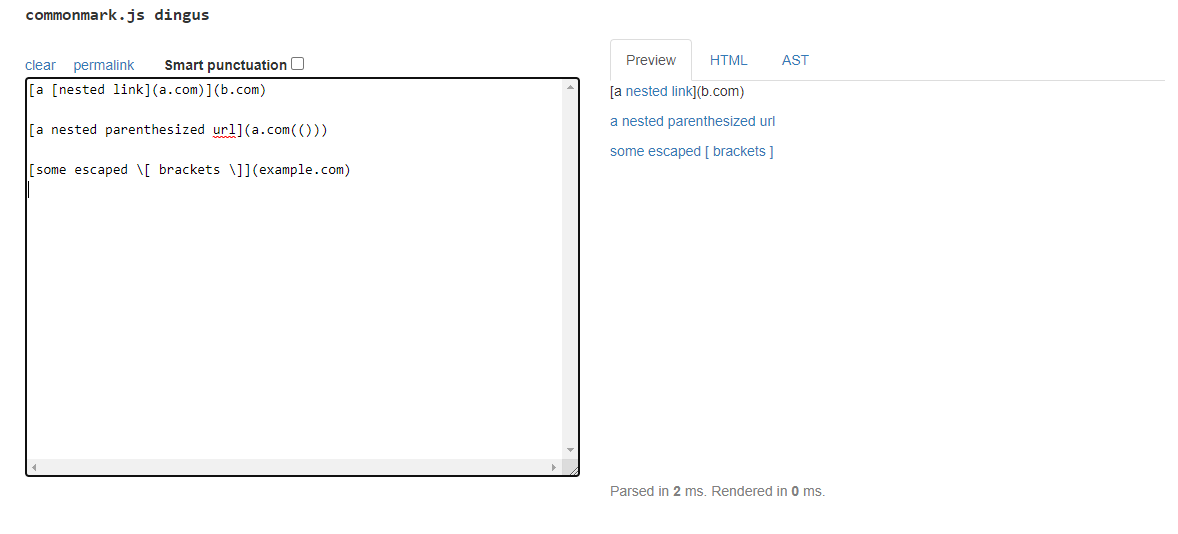 commonmark.js dingus
clear permalink Smart punctuation
[a [nested link](a.com)](b.com)
[a nested parenthesized url](a.com(()))
[some escaped \[ brackets \]](example.com)
Preview HTML AST
[a nested link](b.com)
a nested parenthesized url
some escaped [ brackets ]
Parsed in 2 ms. Rendered in 0 ms.